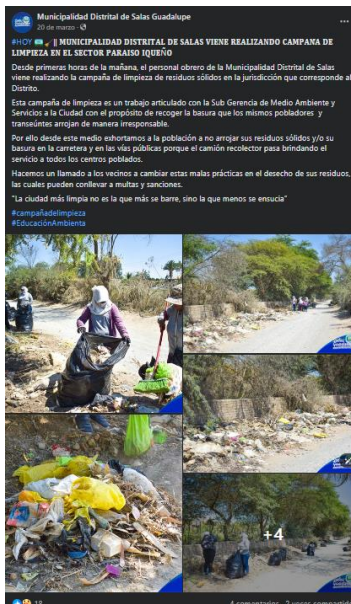 Municipalidad Distrital de Salas Guadalupe
20 de marzo ·
#HOY || MUNICIPALIDAD DISTRITAL DE SALAS VIENE REALIZANDO CAMPAÑA DE
LIMPIEZA EN EL SECTOR PARAISO IQUEÑO
Desde primeras horas de la mañana, el personal obrero de la Municipalidad Distrital de Salas
viene realizando la campaña de limpieza de residuos sólidos en la jurisdicción que corresponde al
Distrito.
Esta campaña de limpieza es un trabajo articulado con la Sub Gerencia de Medio Ambiente y
Servicios a la Ciudad con el propósito de recoger la basura que los mismos pobladores y
transeúntes arrojan de manera irresponsable.
Por ello desde este medio exhortamos a la población a no arrojar sus residuos sólidos y/o su
basura en la carretera y en las vías públicas porque el camión recolector pasa brindando el
servicio a todos los centros poblados.
Hacemos un llamado a los vecinos a cambiar estas malas prácticas en el desecho de sus residuos,
las cuales pueden conllevar a multas y sanciones.
"La ciudad más limpia no es la que más se barre, sino la que menos se ensucia"
#campañadelimpieza
#EducaciónAmbienta
+4
18
4 comentarios 2 veces compartido